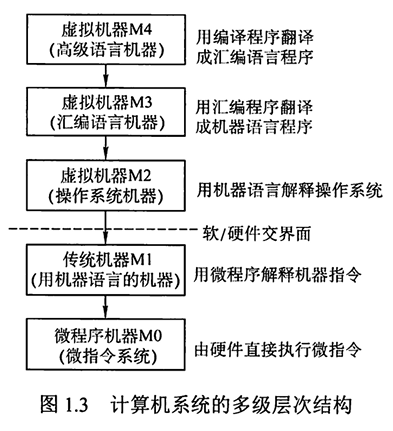 虚拟机器M4
(高级语言机器)
用编译程序翻译
成汇编语言程序
虚拟机器M3
(汇编语言机器)
用汇编程序翻译
成机器语言程序
虚拟机器M2
(操作系统机器)
用机器语言解释操作系统
软/硬件交界面
传统机器M1
(用机器语言的机器)
用微程序解释机器指令
微程序机器M0
(微指令系统)
由硬件直接执行微指令
图 1.3 计算机系统的多级层次结构